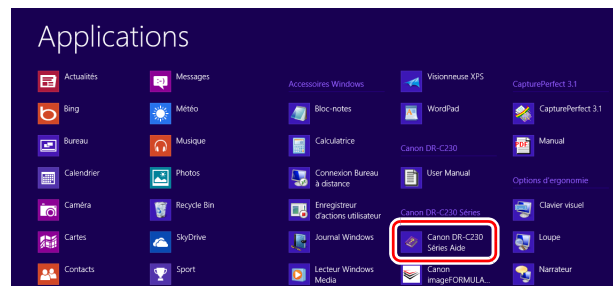 Applications
Actualités
Bing
Bureau
Calendrier
Caméra
Cartes
Contacts
Messages
Météo
Musique
Photos
Recycle Bin
SkyDrive
Sport
Accessoires Windows
Bloc-notes
Calculatrice
Connexion Bureau
à distance
Enregistreur
d'actions utilisateur
Journal Windows
Lecteur Windows
Media
Visionneuse XPS
WordPad
Canon DR-C230
User Manual
Canon DR-C230 Séries
Canon DR-C230
Séries Aide
Canon
imageFORMULA...
CapturePerfect 3.1
CapturePerfect 3.1
PDF
Manual
Options d'ergonomie
Clavier visuel
Loupe
Narrateur